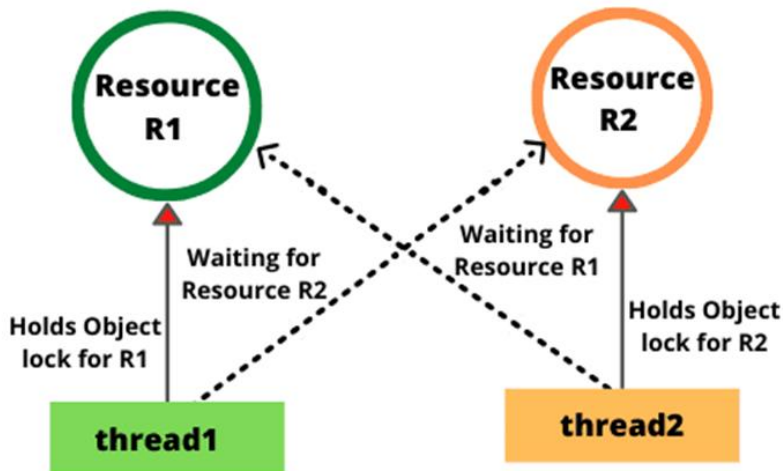 Resource
R1
Resource
R2
Waiting for
Resource R2
Waiting for
Resource R1
Holds Object
lock for R1
Holds Object
lock for R2
thread1
thread2